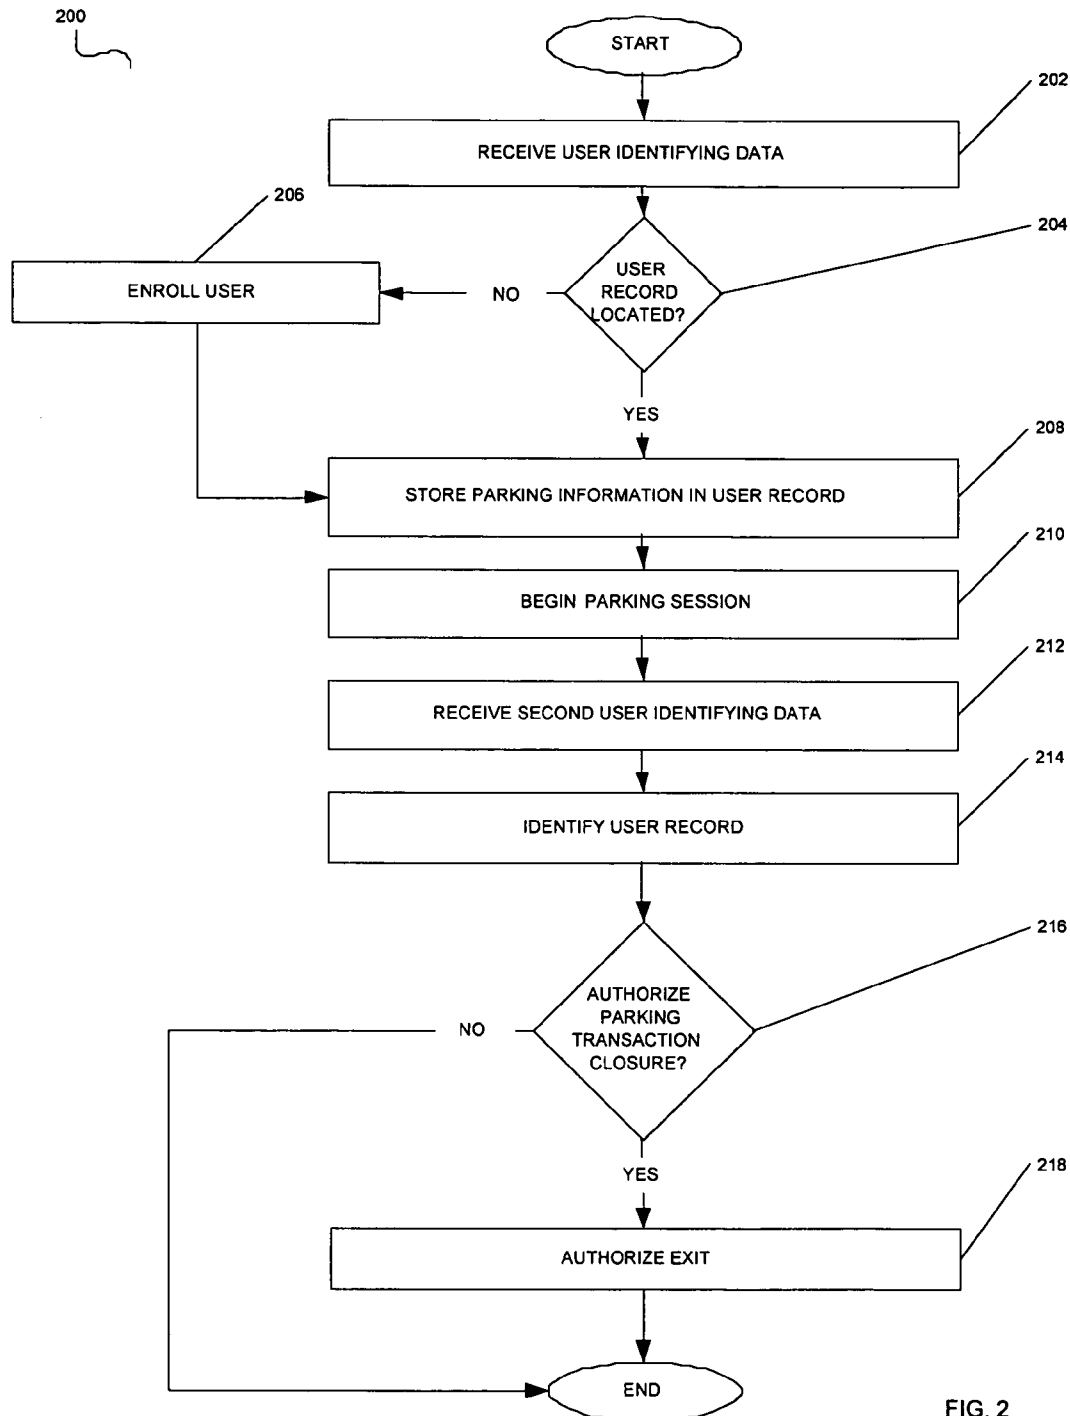 200
START
202
RECEIVE USER IDENTIFYING DATA
206
204
USER
RECORD
LOCATED?
ENROLL USER
NO
YES
208
STORE PARKING INFORMATION IN USER RECORD
210
BEGIN PARKING SESSION
212
RECEIVE SECOND USER IDENTIFYING DATA
214
IDENTIFY USER RECORD
216
AUTHORIZE
PARKING
TRANSACTION
CLOSURE?
NO
YES
218
AUTHORIZE EXIT
END
FIG. 2